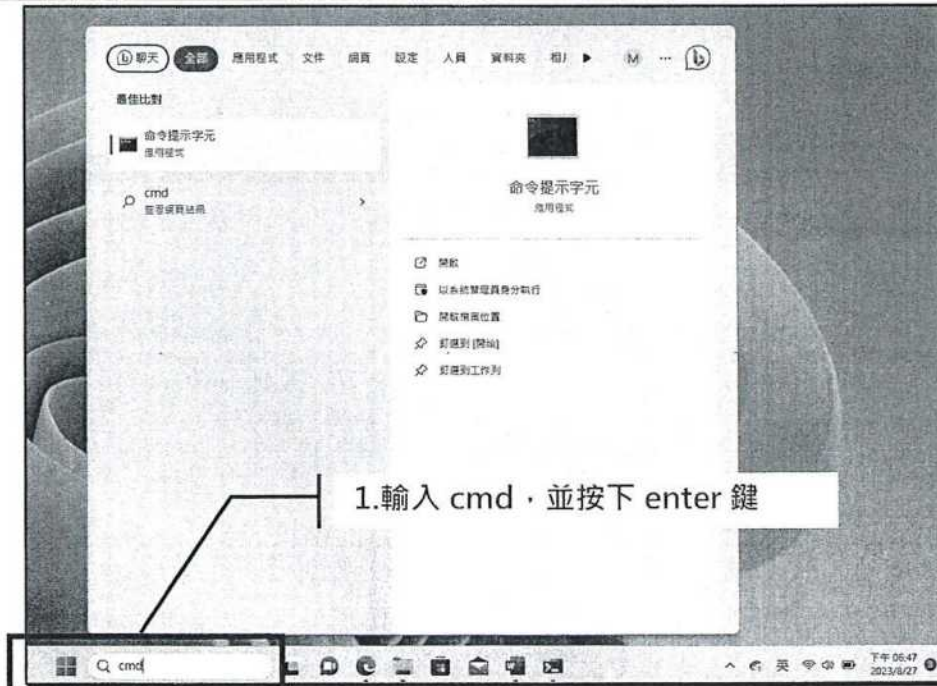 聊天 全部 應用程式 文件 網頁 設定 人員 資料夾 相 M ...
最佳比對
命令提示字元
應用程式
cmd
查看網頁結果
命令提示字元
應用程式
開啟
以系統管理員身分執行
開啟檔案位置
釘選到 [開始]
釘選到工作列
1.輸入 cmd，並按下 enter 鍵
cmd
英
下午 06:47
2023/8/27